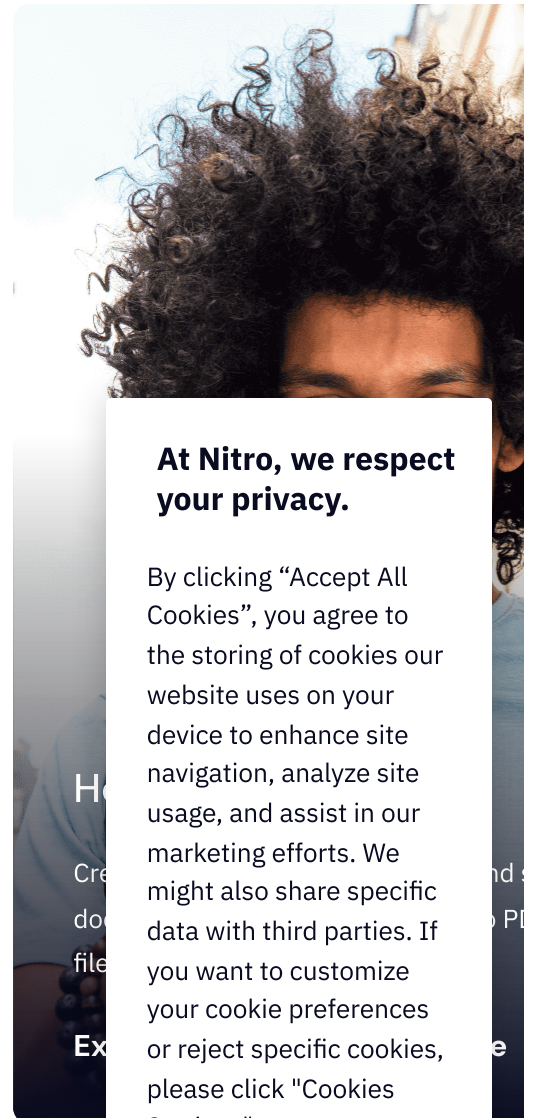 At Nitro, we respect
your privacy.
By clicking “Accept All
Cookies”, you agree to
the storing of cookies our
website uses on your
device to enhance site
navigation, analyze site
usage, and assist in our
marketing efforts. We
might also share specific
data with third parties. If
you want to customize
your cookie preferences
or reject specific cookies,
please click "Cookies